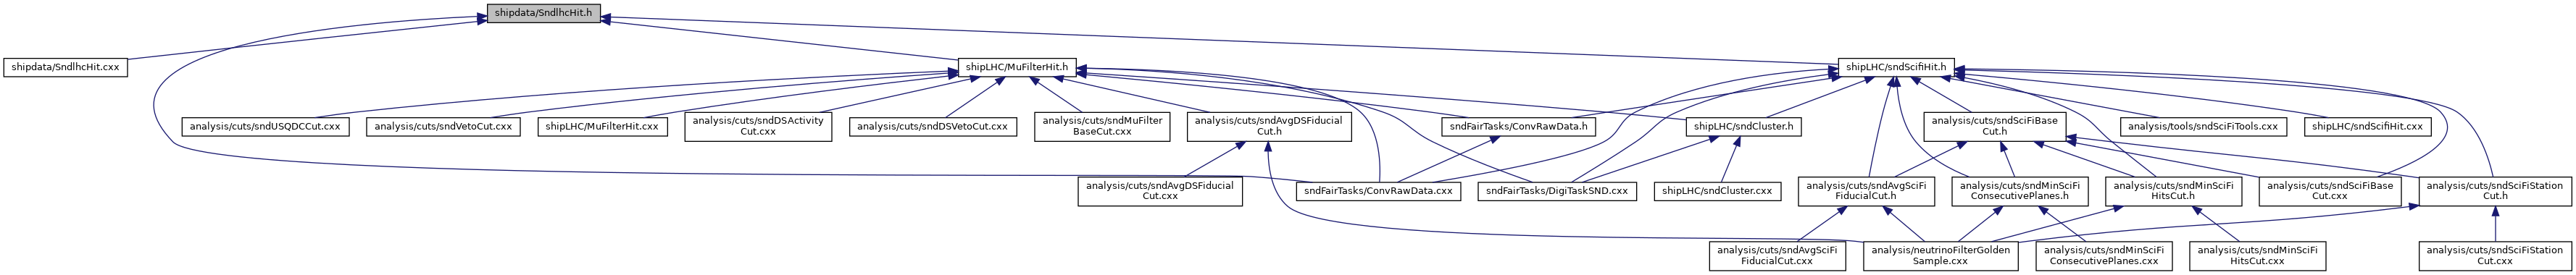 shipdata/SndlhcHit.h
shipdata/SndlhcHit.cxx
shipLHC/MuFilterHit.h
shipLHC/sndScifiHit.h
analysis/cuts/sndUSQDCCut.cxx
analysis/cuts/sndVetoCut.cxx
shipLHC/MuFilterHit.cxx
analysis/cuts/sndDSActivity
Cut.cxx
analysis/cuts/sndDSVetoCut.cxx
analysis/cuts/sndMuFilter
BaseCut.cxx
analysis/cuts/sndAvgDSFiducial
Cut.h
sndFairTasks/ConvRawData.h
shipLHC/sndCluster.h
analysis/cuts/sndSciFiBase
Cut.h
analysis/tools/sndSciFiTools.cxx
shipLHC/sndScifiHit.cxx
analysis/cuts/sndAvgDSFiducial
Cut.cxx
sndFairTasks/ConvRawData.cxx
sndFairTasks/DigiTaskSND.cxx
shipLHC/sndCluster.cxx
analysis/cuts/sndAvgSciFi
FiducialCut.h
analysis/cuts/sndMinSciFi
ConsecutivePlanes.h
analysis/cuts/sndMinSciFi
HitsCut.h
analysis/cuts/sndSciFiBase
Cut.cxx
analysis/cuts/sndSciFiStation
Cut.h
analysis/cuts/sndAvgSciFi
FiducialCut.cxx
analysis/neutrinoFilterGolden
Sample.cxx
analysis/cuts/sndMinSciFi
ConsecutivePlanes.cxx
analysis/cuts/sndMinSciFi
HitsCut.cxx
analysis/cuts/sndSciFiStation
Cut.cxx